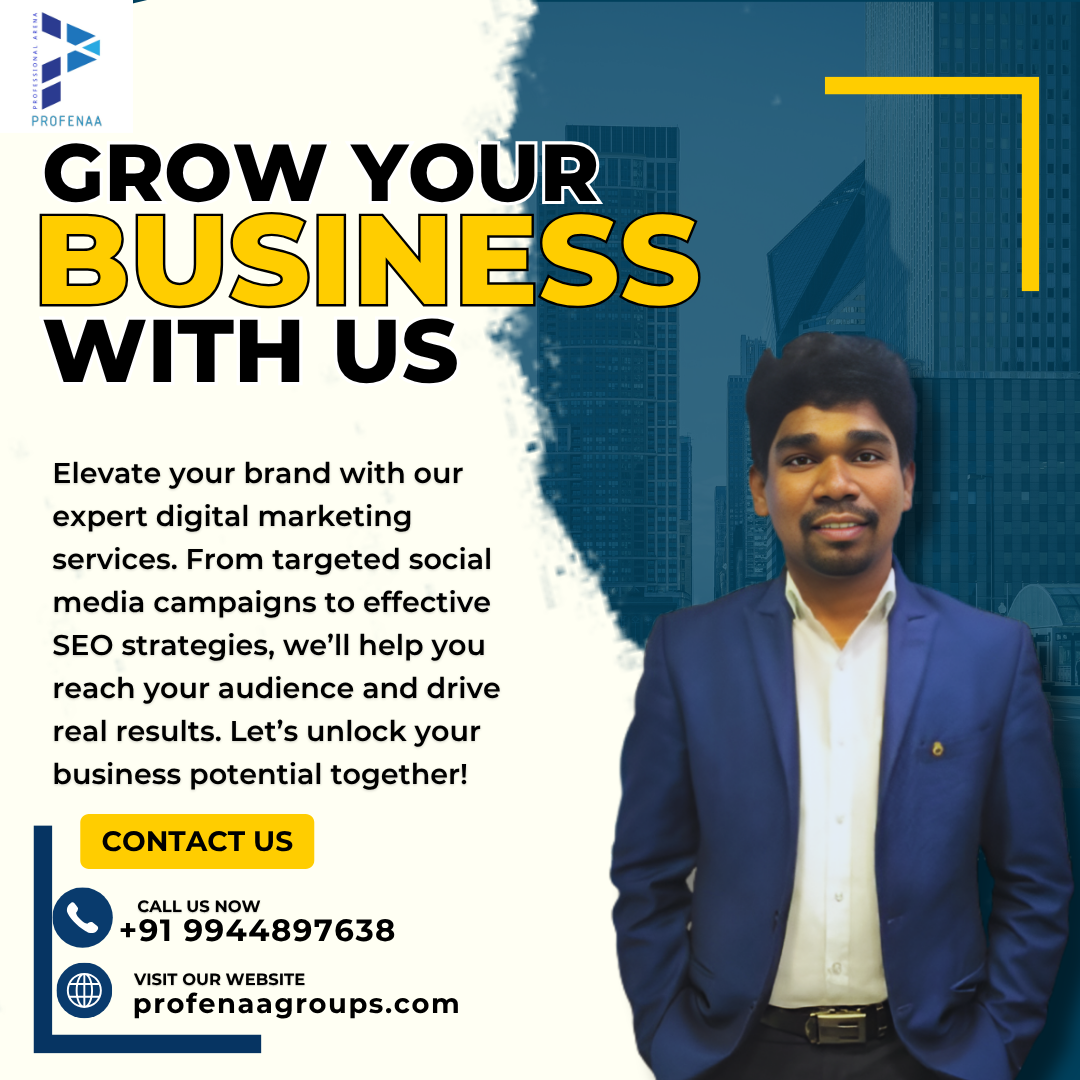 PROFESSIONAL ARENA
PROFENAA
GROW YOUR
BUSINESS
WITH US
Elevate your brand with our
expert digital marketing
services. From targeted social
media campaigns to effective
SEO strategies, we’ll help you
reach your audience and drive
real results. Let’s unlock your
business potential together!
CONTACT US
CALL US NOW
+91 9944897638
VISIT OUR WEBSITE
profenaagroups.com